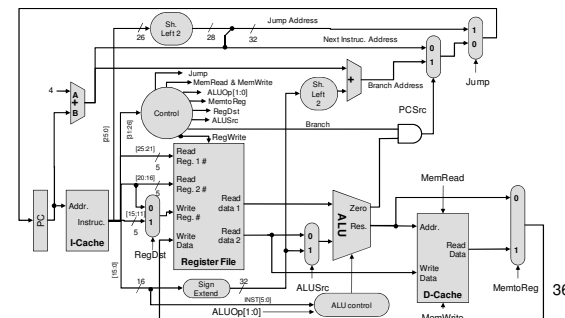 Sh.
Left 2
26
28
32
Jump Address
Next Instruc. Address
1
0
0
1
Jump
4
A
+
B
Jump
MemRead & MemWrite
ALUOp[1:0]
MemtoReg
RegDst
ALUSrc
Control
Sh.
Left
2
+
Branch Address
PCSrc
[25:0]
[31:26]
Branch
RegWrite
[25:21]
5
Read
Reg. 1 #
[20:16]
5
Read
Reg. 2 #
PC
Addr.
Instruc.
I-Cache
[15:11]
5
0
1
Write
Reg. #
Write
Data
Read
data 1
Read
data 2
Register File
RegDst
[15:0]
16
Sign
Extend
32
0
1
ALUSrc
ALU
Zero
Res.
INST[5:0]
ALU control
ALUOp[1:0]
MemRead
Addr.
Read
Data
Write
Data
D-Cache
MemWrite
0
1
MemtoReg
36